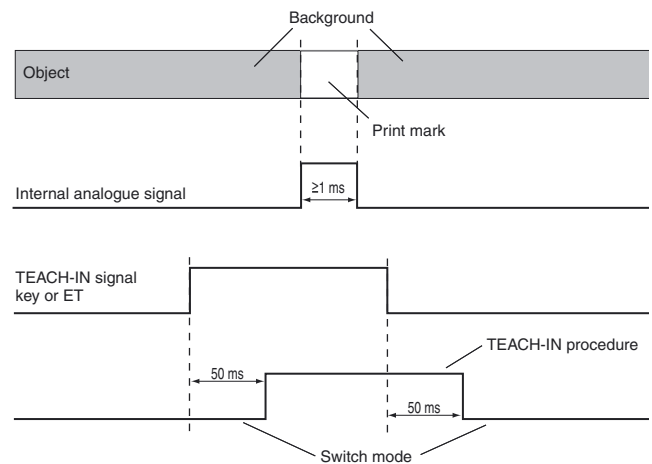 Background
Object
Print mark
Internal analogue signal
≥1 ms
TEACH-IN signal
key or ET
TEACH-IN procedure
50 ms
50 ms
Switch mode